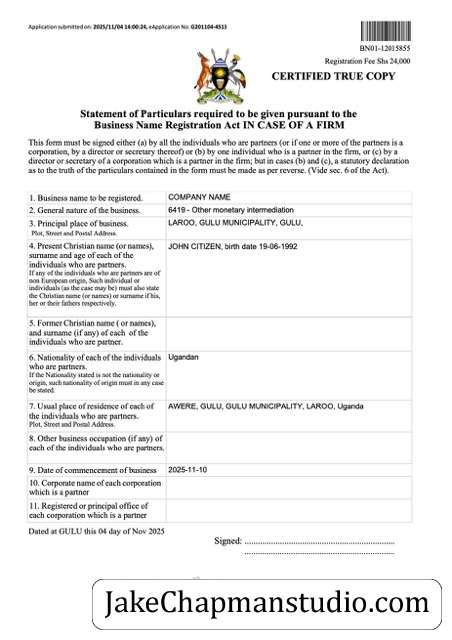 Application submitted on: 2025/11/04 14:00:24, eApplication No: G201104-4513
BN01-12015855
Registration Fee Shs 24,000
CERTIFIED TRUE COPY
Statement of Particulars required to be given pursuant to the
Business Name Registration Act IN CASE OF A FIRM
This form must be signed either (a) by all the individuals who are partners (or if one or more of the partners is a
corporation, by a director or secretary thereof) or (b) by one individual who is a partner in the firm, or (c) by a
director or secretary of a corporation which is a partner in the firm; but in cases (b) and (c), a statutory declaration
as to the truth of the particulars contained in the form must be made as per reverse. (Vide sec. 6 of the Act).
1. Business name to be registered. COMPANY NAME
2. General nature of the business. 6419 - Other monetary intermediation
3. Principal place of business. LAROO, GULU MUNICIPALITY, GULU,
Plot, Street and Postal Address.
4. Present Christian name (or names), JOHN CITIZEN, birth date 19-06-1992
surname and age of each of the
individuals who are partners.
If any of the individuals who are partners are of
non European origin, Such individual or
individuals (as the case may be) must also state
the Christian name (or names) or surname if his,
her or their fathers respectively.
5. Former Christian name ( or names),
and surname (if any) of each of the
individuals who are partner.
6. Nationality of each of the individuals Ugandan
who are partners.
If the Nationality stated is not the nationality or
origin, such nationality of origin must in any case
be stated.
7. Usual place of residence of each of AWERE, GULU, GULU MUNICIPALITY, LAROO, Uganda
the individuals who are partners.
Plot, Street and Postal Address.
8. Other business occupation (if any) of
each of the individuals who are partners.
9. Date of commencement of business 2025-11-10
10. Corporate name of each corporation
which is a partner
11. Registered or principal office of
each corporation which is a partner
Dated at GULU this 04 day of Nov 2025
Signed: ............................................................
............................................................
JakeChapmanstudio.com